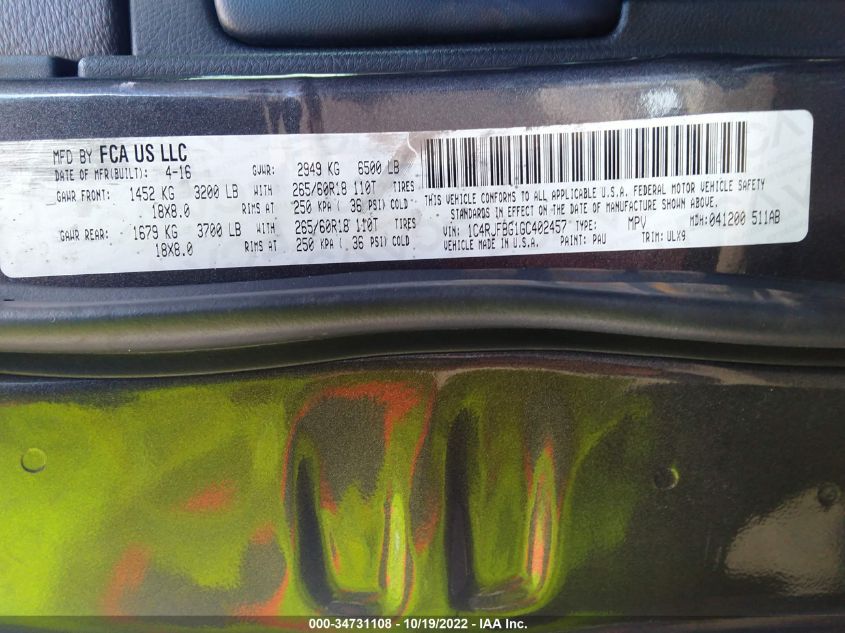 MFD BY FCA US LLC
DATE OF MFR(BUILT): 4-16 GVWR: 2949 KG 6500 LB
GAWR FRONT: 1452 KG 3200 LB WITH 265/60R18 110T TIRES
18X8.0 RIMS AT 250 KPA ( 36 PSI) COLD
GAWR REAR: 1679 KG 3700 LB WITH 265/60R18 110T TIRES
18X8.0 RIMS AT 250 KPA ( 36 PSI) COLD
THIS VEHICLE CONFORMS TO ALL APPLICABLE U.S.A. FEDERAL MOTOR VEHICLE SAFETY
STANDARDS IN EFFECT ON THE DATE OF MANUFACTURE SHOWN ABOVE.
VIN: 1C4RJFBG1GC402457 TYPE: MPV MDH: 041200 511AB
MADE IN U.S.A. PAINT: PAU TRIM: ULX9
000-34731108 - 10/19/2022 - IAA Inc.